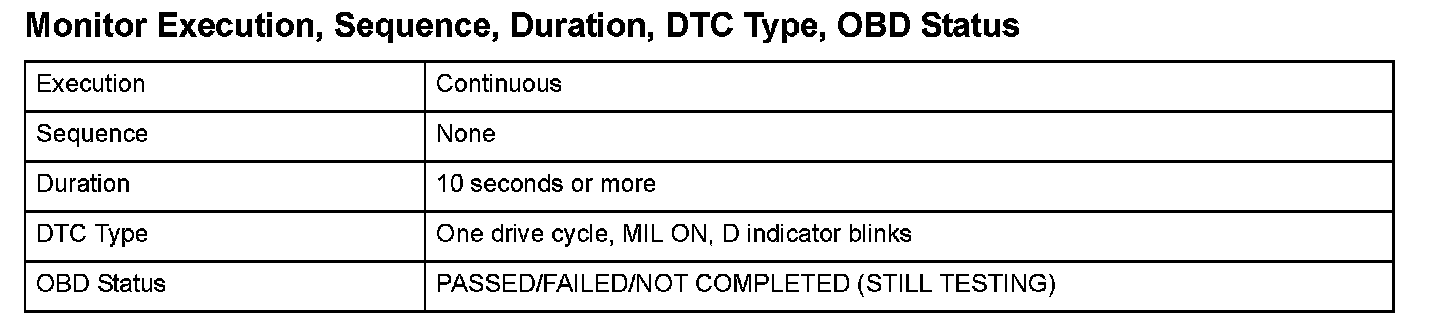 Monitor Execution, Sequence, Duration, DTC Type, OBD Status
Execution Continuous
Sequence None
Duration 10 seconds or more
DTC Type One drive cycle, MIL ON, D indicator blinks
OBD Status PASSED/FAILED/NOT COMPLETED (STILL TESTING)